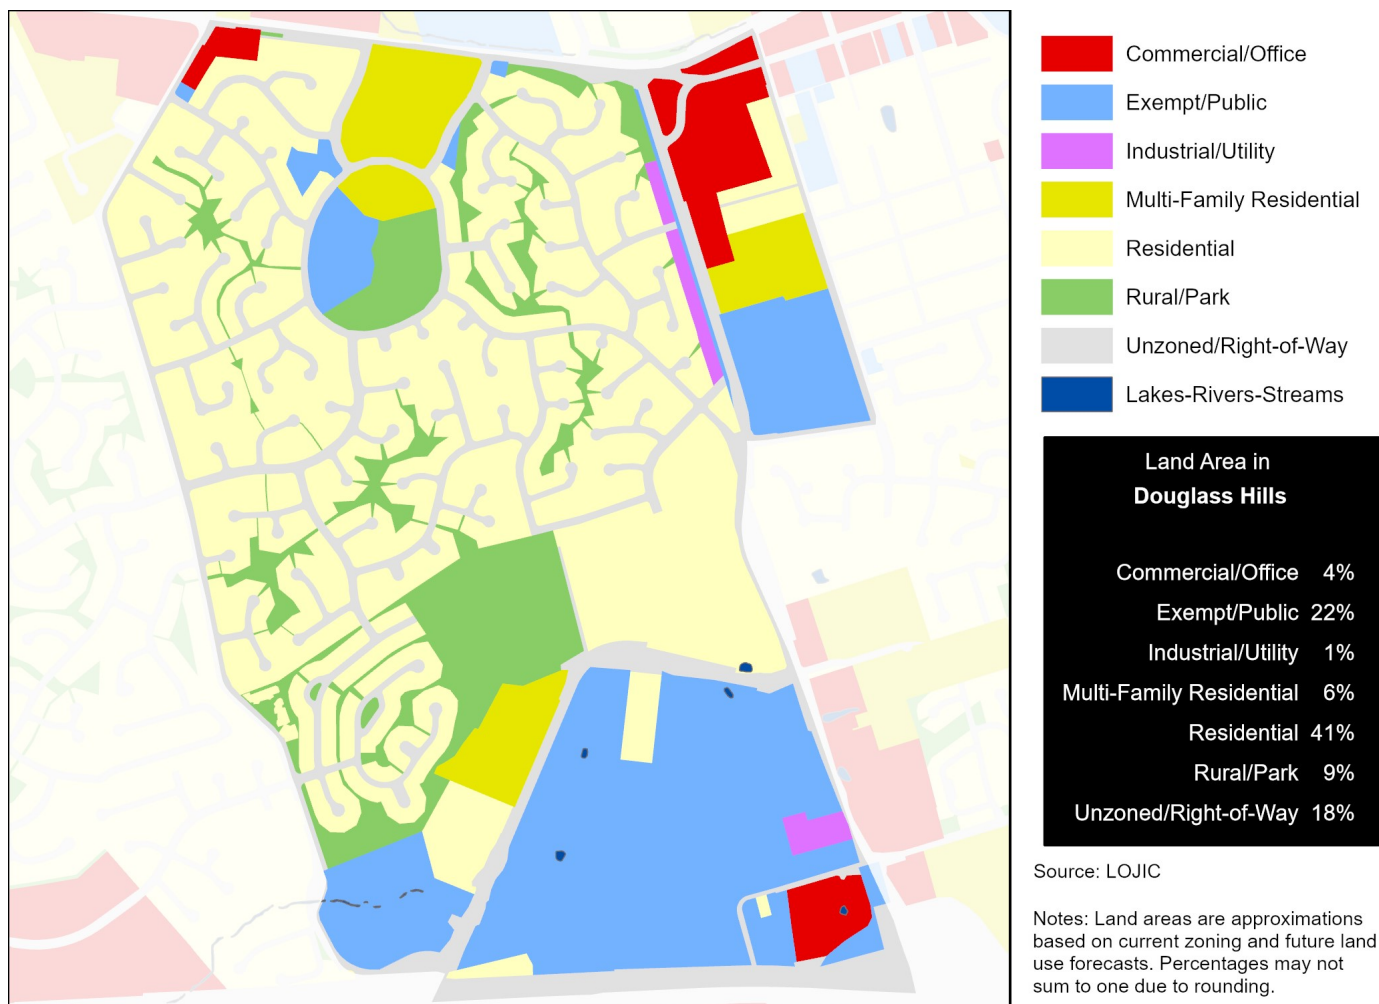 Commercial/Office
Exempt/Public
Industrial/Utility
Multi-Family Residential
Residential
Rural/Park
Unzoned/Right-of-Way
Lakes-Rivers-Streams
Land Area in
Douglass Hills
Commercial/Office 4%
Exempt/Public 22%
Industrial/Utility 1%
Multi-Family Residential 6%
Residential 41%
Rural/Park 9%
Unzoned/Right-of-Way 18%
Source: LOJIC
Notes: Land areas are approximations
based on current zoning and future land
use forecasts. Percentages may not
sum to one due to rounding.